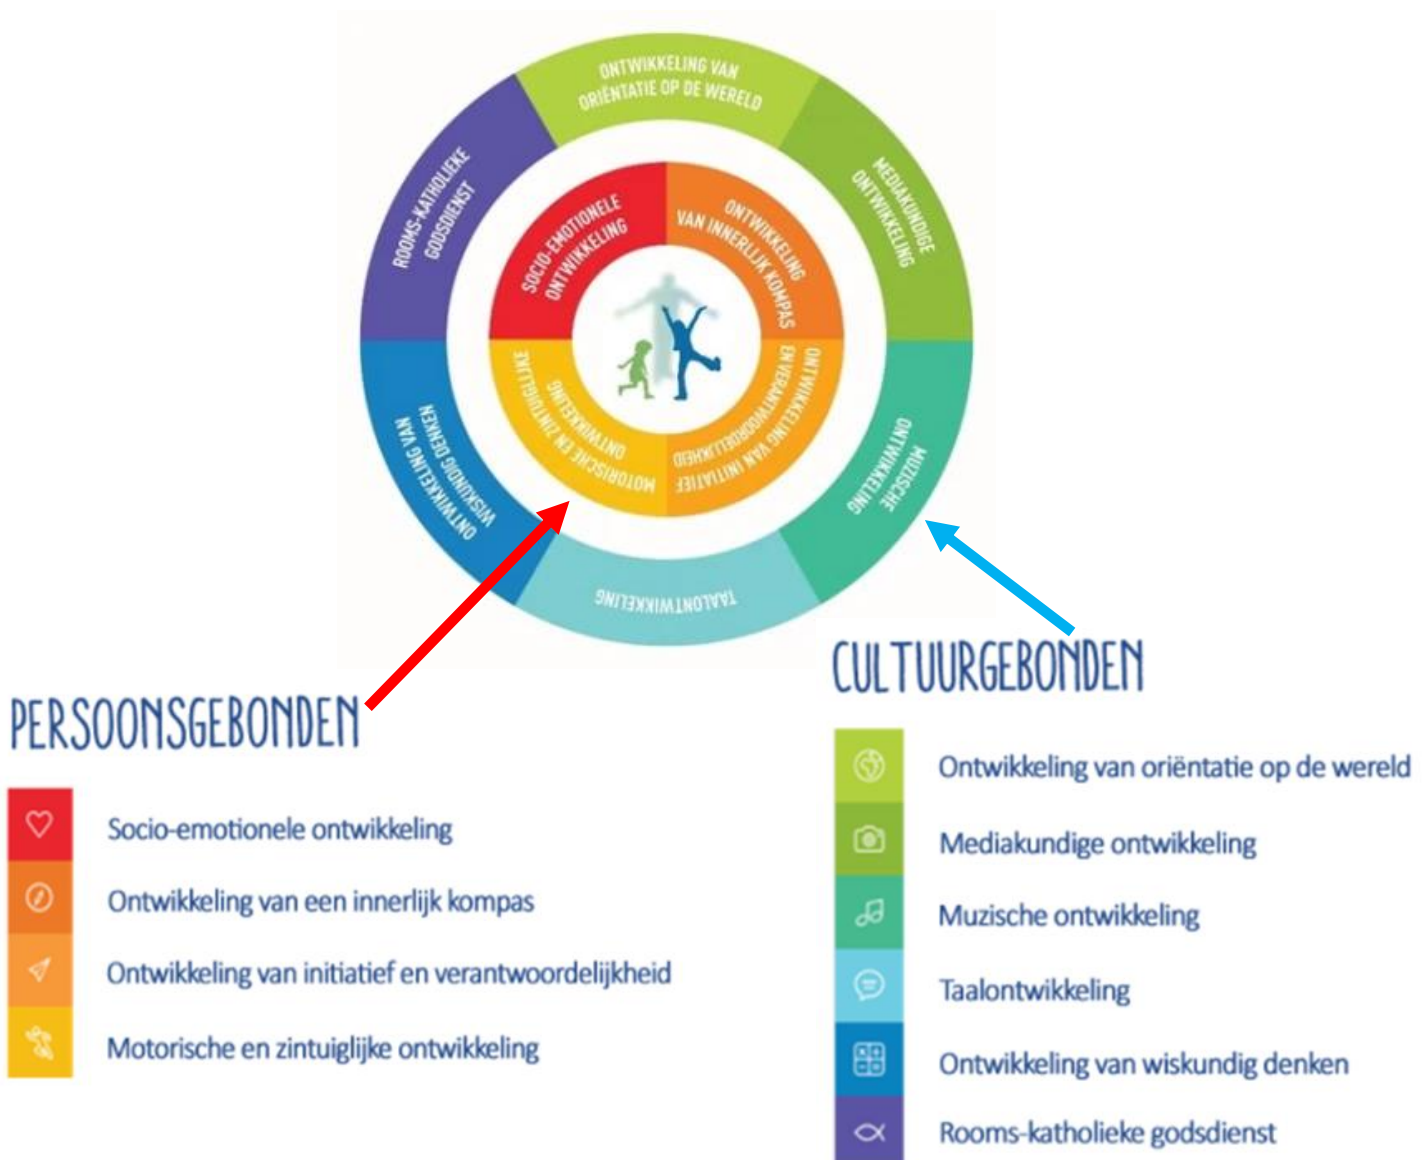 ONTWIKKELING VAN
ORIËNTATIE OP DE WERELD
MEDIAKUNDIGE
ONTWIKKELING
MUZISCHE
ONTWIKKELING
TAALONTWIKKELING
ONTWIKKELING VAN
WISKUNDIG DENKEN
ROOMS-KATHOLIEKE
GODSDIENST
SOCIO-EMOTIONELE
ONTWIKKELING
ONTWIKKELING
VAN INNERLIJK KOMPAS
ONTWIKKELING VAN INITIATIEF
EN VERANTWOORDELIJKHEID
MOTORISCHE EN ZINTUIGLIJKE
ONTWIKKELING
PERSOONSGEBONDEN
Socio-emotionele ontwikkeling
Ontwikkeling van een innerlijk kompas
Ontwikkeling van initiatief en verantwoordelijkheid
Motorische en zintuiglijke ontwikkeling
CULTUURGEBONDEN
Ontwikkeling van oriëntatie op de wereld
Mediakundige ontwikkeling
Muzische ontwikkeling
Taalontwikkeling
Ontwikkeling van wiskundig denken
Rooms-katholieke godsdienst